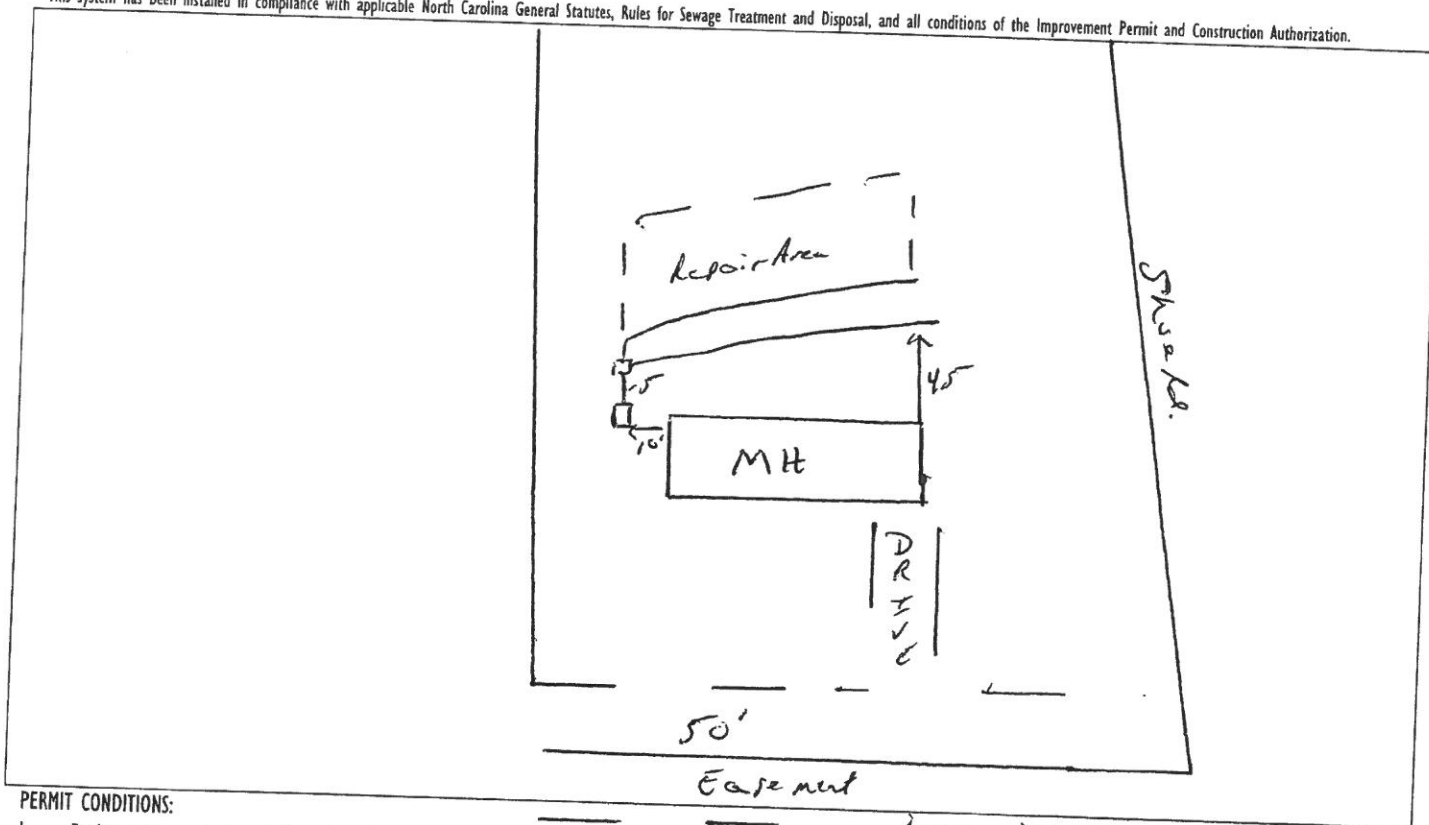 This system has been installed in compliance with applicable North Carolina General Statutes, Rules for Sewage Treatment and Disposal, and all conditions of the Improvement Permit and Construction Authorization.
Repair Area
5
45
10'
MH
DRIVE
Rd.
50'
Easement
PERMIT CONDITIONS: